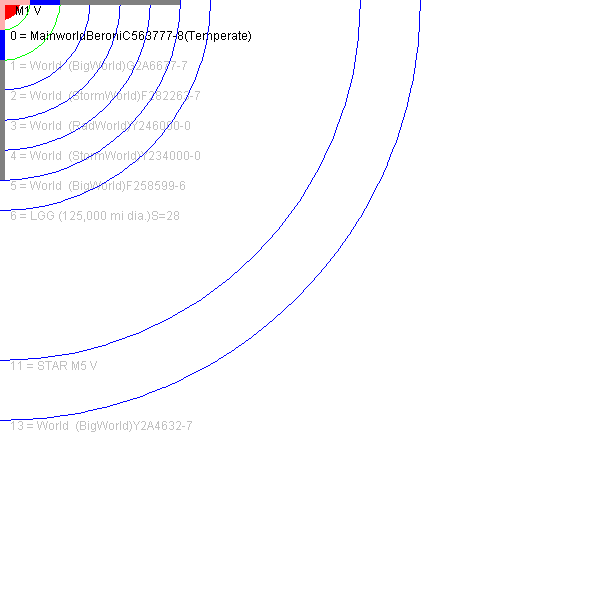 M1 V
0 = MainworldBeroniC563777-8(Temperate)
1 = World (BigWorld)G2A6677-7
2 = World (StormWorld)F282263-7
3 = World (RadWorld)Y246000-0
4 = World (StormWorld)Y234000-0
5 = World (BigWorld)F258599-6
6 = LGG (125,000 mi dia.)S=28
11 = STAR M5 V
13 = World (BigWorld)Y2A4632-7